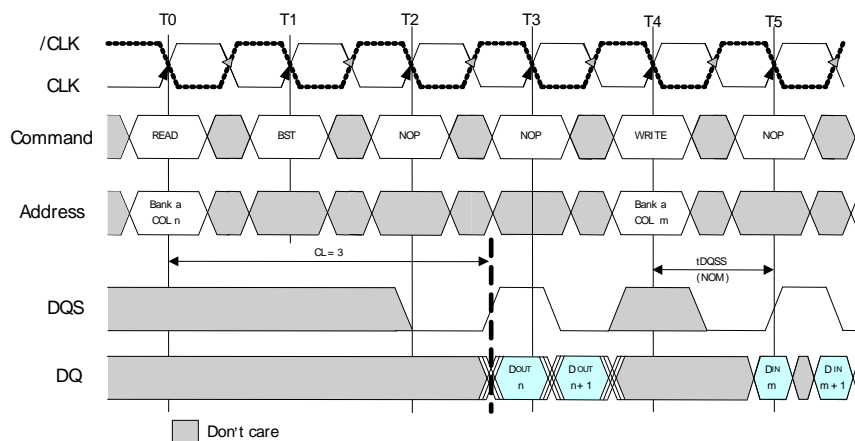 T0 T1 T2 T3 T4 T5
/CLK
CLK
Command READ BST NOP NOP WRITE NOP
Address Bank a COL n Bank a COL m
CL = 3
tDQSS
(NOM)
DQS
DQ DOUT n DOUT n+1 DIN m DIN m+1
Don't care